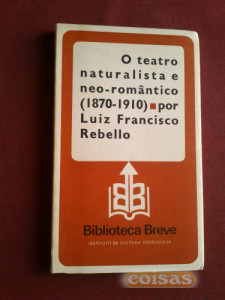 O teatro
naturalista e
neo-romântico
(1870-1910) ▪ por
Luiz Francisco
Rebello
Biblioteca Breve
INSTITUTO DE CULTURA PORTUGUESA
coisas